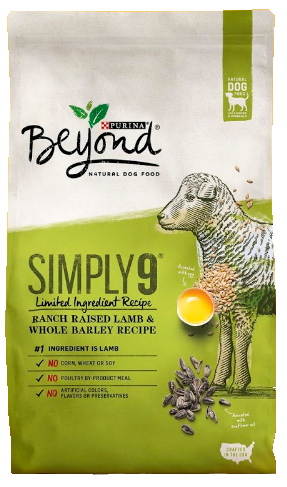 NATURAL
DOG
FOOD
PURINA®
Beyond®
NATURAL DOG FOOD
SIMPLY 9®
Limited Ingredient Recipe
RANCH RAISED LAMB &
WHOLE BARLEY RECIPE
#1 INGREDIENT IS LAMB
✓ NO CORN, WHEAT OR SOY
✓ NO POULTRY BY-PRODUCT MEAL
✓ NO ARTIFICIAL COLORS,
FLAVORS OR PRESERVATIVES
CRAFTED
IN THE USA